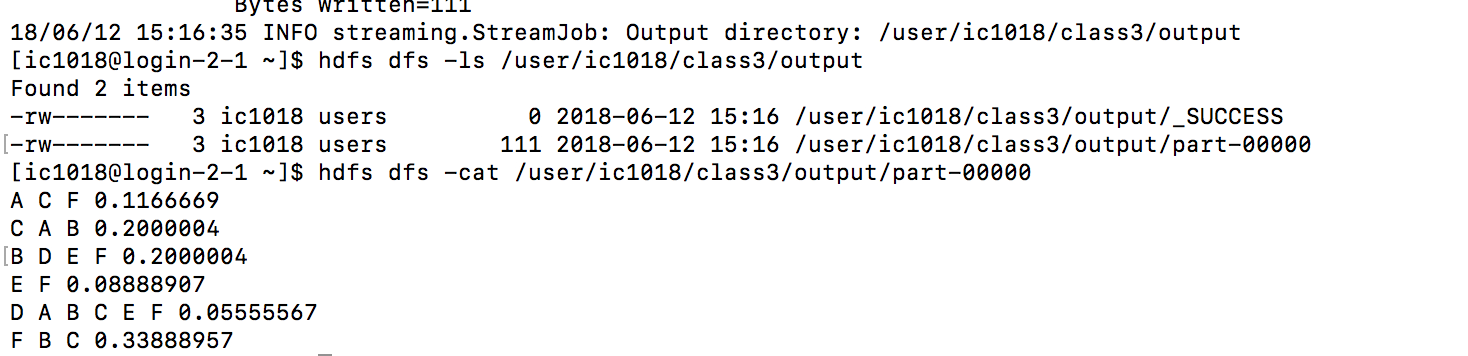 Bytes Written=111
18/06/12 15:16:35 INFO streaming.StreamJob: Output directory: /user/ic1018/class3/output
[ic1018@login-2-1 ~]$ hdfs dfs -ls /user/ic1018/class3/output
Found 2 items
-rw-------   3 ic1018 users          0 2018-06-12 15:16 /user/ic1018/class3/output/_SUCCESS
-rw-------   3 ic1018 users        111 2018-06-12 15:16 /user/ic1018/class3/output/part-00000
[ic1018@login-2-1 ~]$ hdfs dfs -cat /user/ic1018/class3/output/part-00000
A C F 0.1166669
C A B 0.2000004
B D E F 0.2000004
E F 0.08888907
D A B C E F 0.05555567
F B C 0.33888957